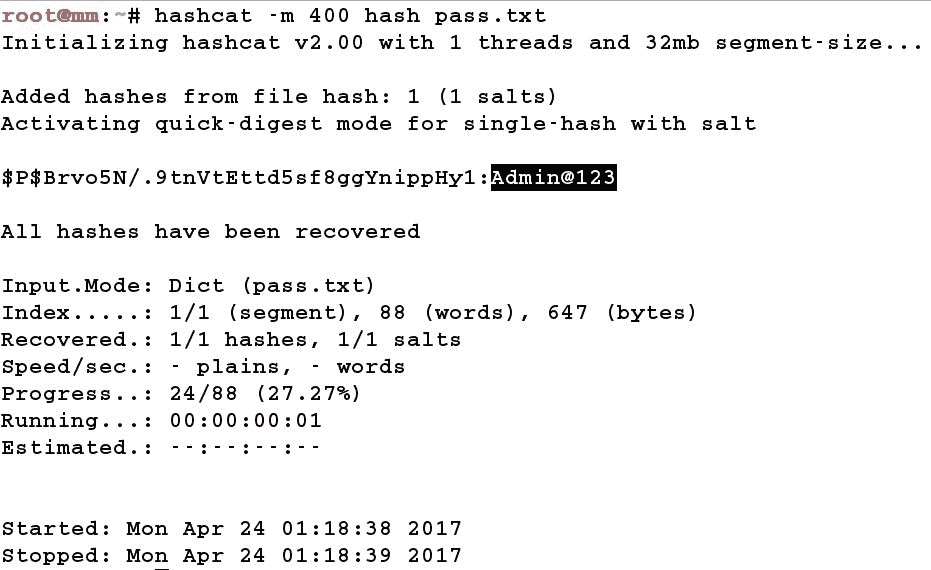 root@mm:~# hashcat -m 400 hash pass.txt
Initializing hashcat v2.00 with 1 threads and 32mb segment-size...
Added hashes from file hash: 1 (1 salts)
Activating quick-digest mode for single-hash with salt
$P$Brvo5N/.9tnVtEttd5sf8ggYnippHy1:Admin@123
All hashes have been recovered
Input.Mode: Dict (pass.txt)
Index.....: 1/1 (segment), 88 (words), 647 (bytes)
Recovered.: 1/1 hashes, 1/1 salts
Speed/sec.: - plains, - words
Progress..: 24/88 (27.27%)
Running...: 00:00:00:01
Estimated.: --:--:--:--
Started: Mon Apr 24 01:18:38 2017
Stopped: Mon Apr 24 01:18:39 2017